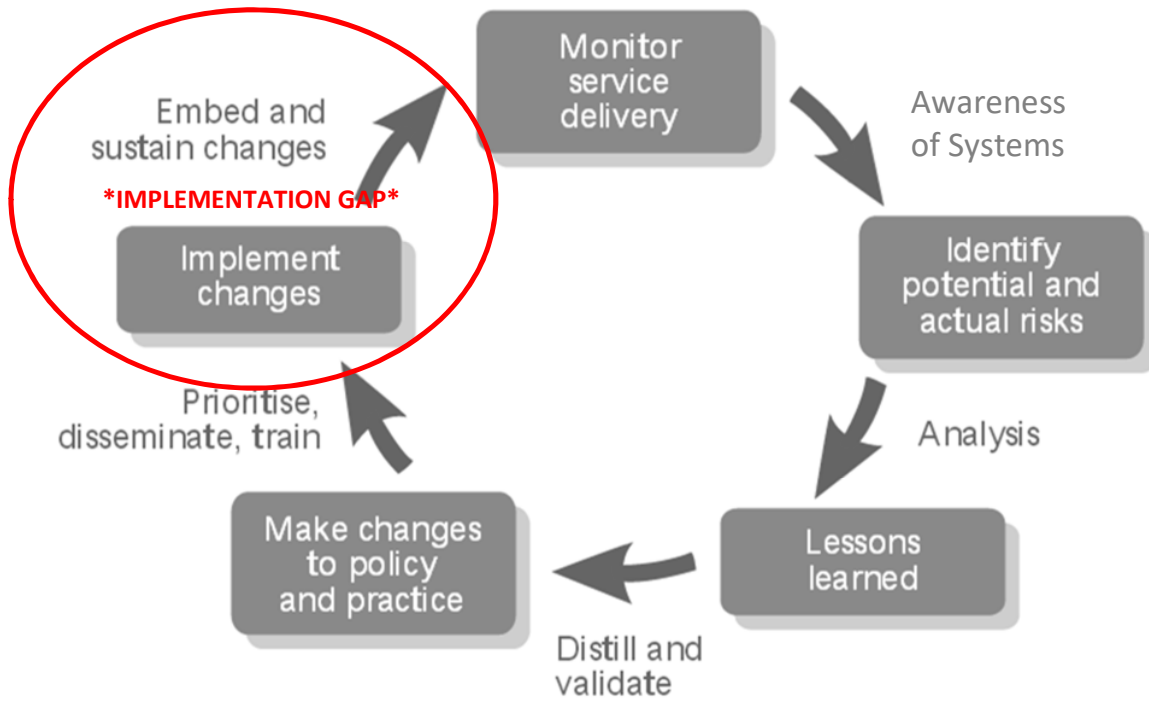 Monitor
service
delivery
Awareness
of Systems
Identify
potential and
actual risks
Analysis
Lessons
learned
Distill and
validate
Make changes
to policy
and practice
Prioritise,
disseminate, train
Implement
changes
*IMPLEMENTATION GAP*
Embed and
sustain changes